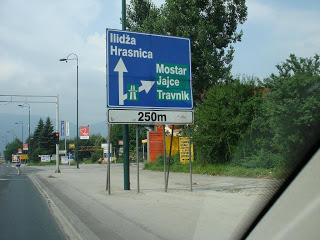 Ilidža
Hrasnica
Mostar
Jajce
Travnik
250m